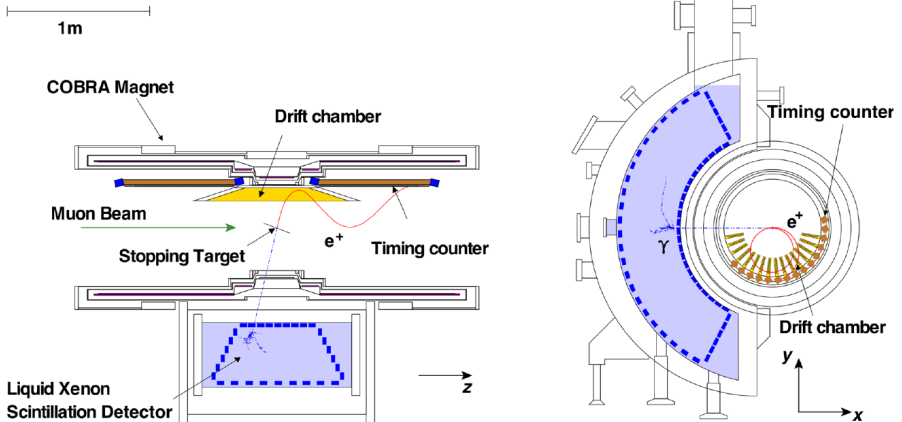 1m
COBRA Magnet
Drift chamber
Muon Beam
e+
Stopping Target
Timing counter
Liquid Xenon
Scintillation Detector
z
Timing counter
e+
γ
Drift chamber
y
x